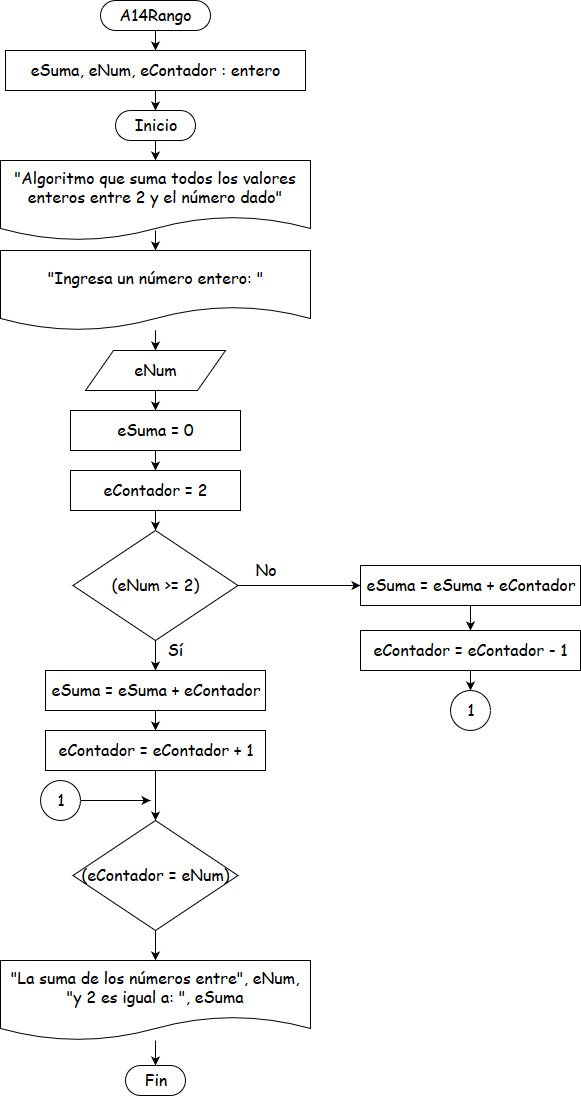 A14Rango
eSuma, eNum, eContador : entero
Inicio
"Algoritmo que suma todos los valores
enteros entre 2 y el número dado"
"Ingresa un número entero: "
eNum
eSuma = 0
eContador = 2
(eNum >= 2)
No
eSuma = eSuma + eContador
eContador = eContador - 1
1
Sí
eSuma = eSuma + eContador
eContador = eContador + 1
1
(eContador = eNum)
"La suma de los números entre", eNum,
"y 2 es igual a: ", eSuma
Fin